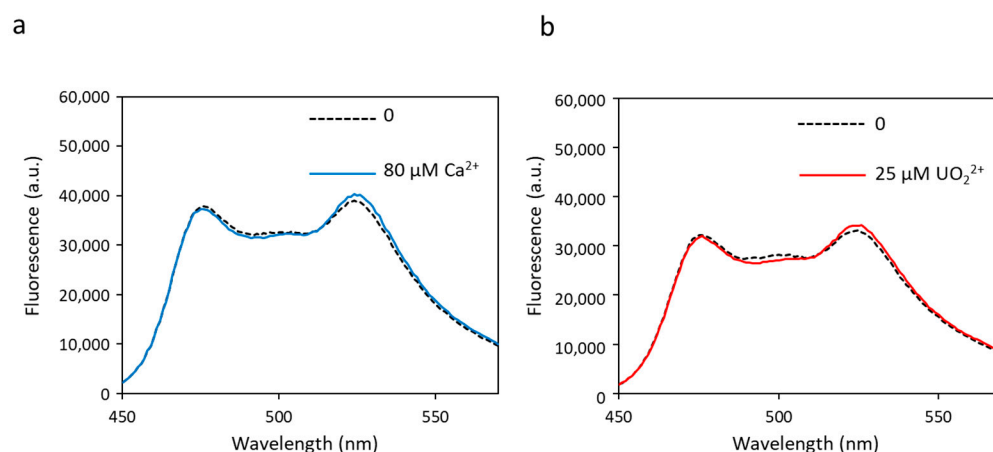 a
b
60,000
50,000
40,000
30,000
20,000
10,000
0
450
500
550
Fluorescence (a.u.)
Wavelength (nm)
0
80 µM Ca²⁺
60,000
50,000
40,000
30,000
20,000
10,000
0
450
500
550
Fluorescence (a.u.)
Wavelength (nm)
0
25 µM UO₂²⁺